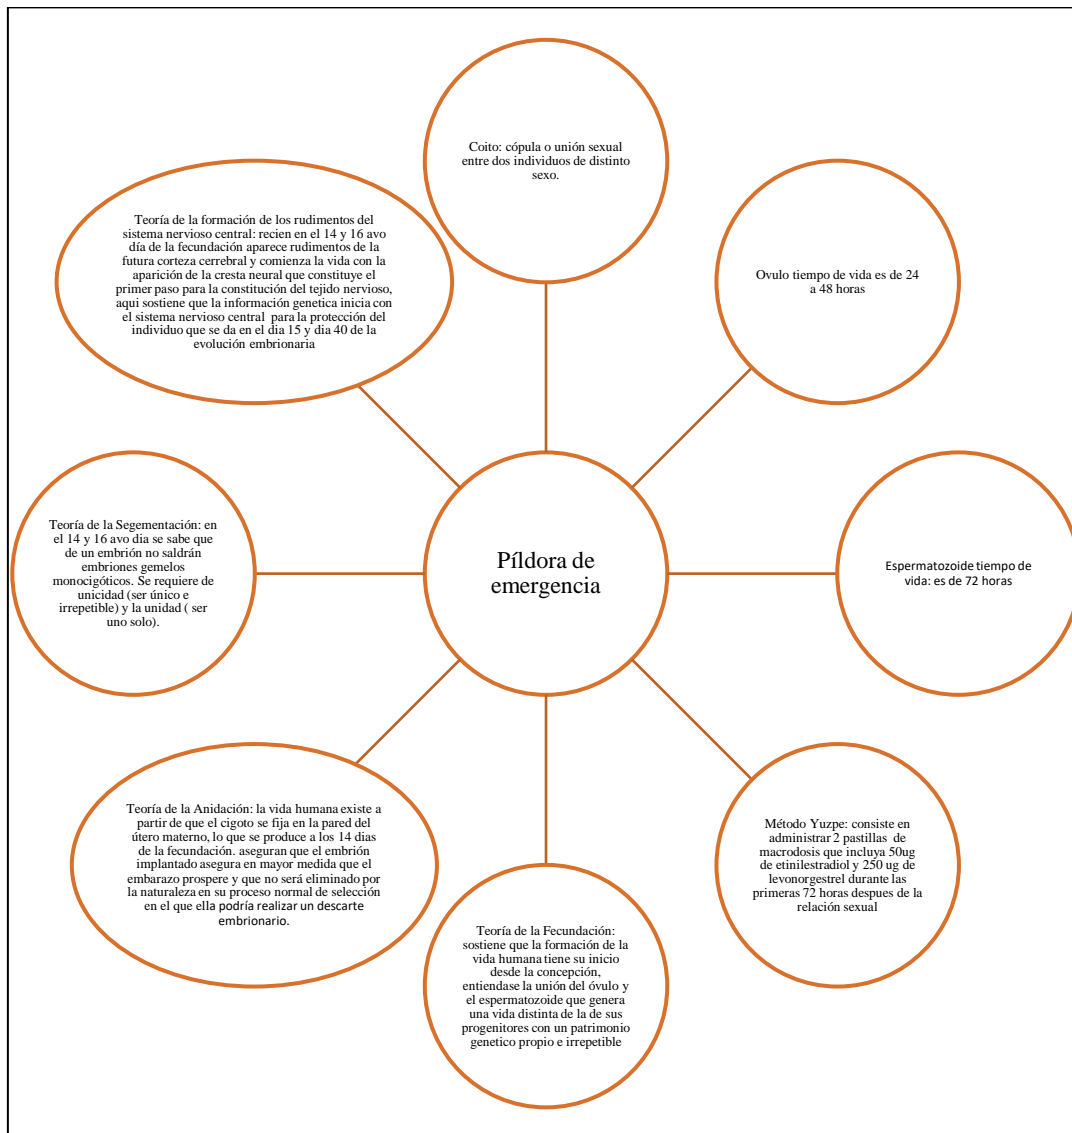 Coito: cópula o unión sexual
entre dos individuos de distinto
sexo.
Teoría de la formación de los rudimentos del
sistema nervioso central: recien en el 14 y 16 avo
día de la fecundación aparece rudimentos de la
futura corteza cerrebral y comienza la vida con la
aparición de la cresta neural que constituye el
primer paso para la constitución del tejido nervioso,
aqui sostiene que la información genetica inicia con
el sistema nervioso central para la protección del
individuo que se da en el dia 15 y dia 40 de la
evolución embrionaria
Ovulo tiempo de vida es de 24
a 48 horas
Teoría de la Segementación: en
el 14 y 16 avo dia se sabe que
de un embrión no saldrán
embriones gemelos
monocigóticos. Se requiere de
unicidad (ser único e
irrepetible) y la unidad ( ser
uno solo).
Píldora de
emergencia
Espermatozoide tiempo de
vida: es de 72 horas
Teoría de la Anidación: la vida humana existe a
partir de que el cigoto se fija en la pared del
útero materno, lo que se produce a los 14 dias
de la fecundación. aseguran que el embrión
implantado asegura en mayor medida que el
embarazo prospere y que no será eliminado por
la naturaleza en su proceso normal de selección
en el que ella podría realizar un descarte
embrionario.
Método Yuzpe: consiste en
administrar 2 pastillas de
macrodosis que incluya 50ug
de etinilestradiol y 250 ug de
levonorgestrel durante las
primeras 72 horas despues de la
relación sexual
Teoría de la Fecundación:
sostiene que la formación de la
vida humana tiene su inicio
desde la concepción,
entiendase la unión del óvulo y
el espermatozoide que genera
una vida distinta de la de sus
progenitores con un patrimonio
genetico propio e irrepetible